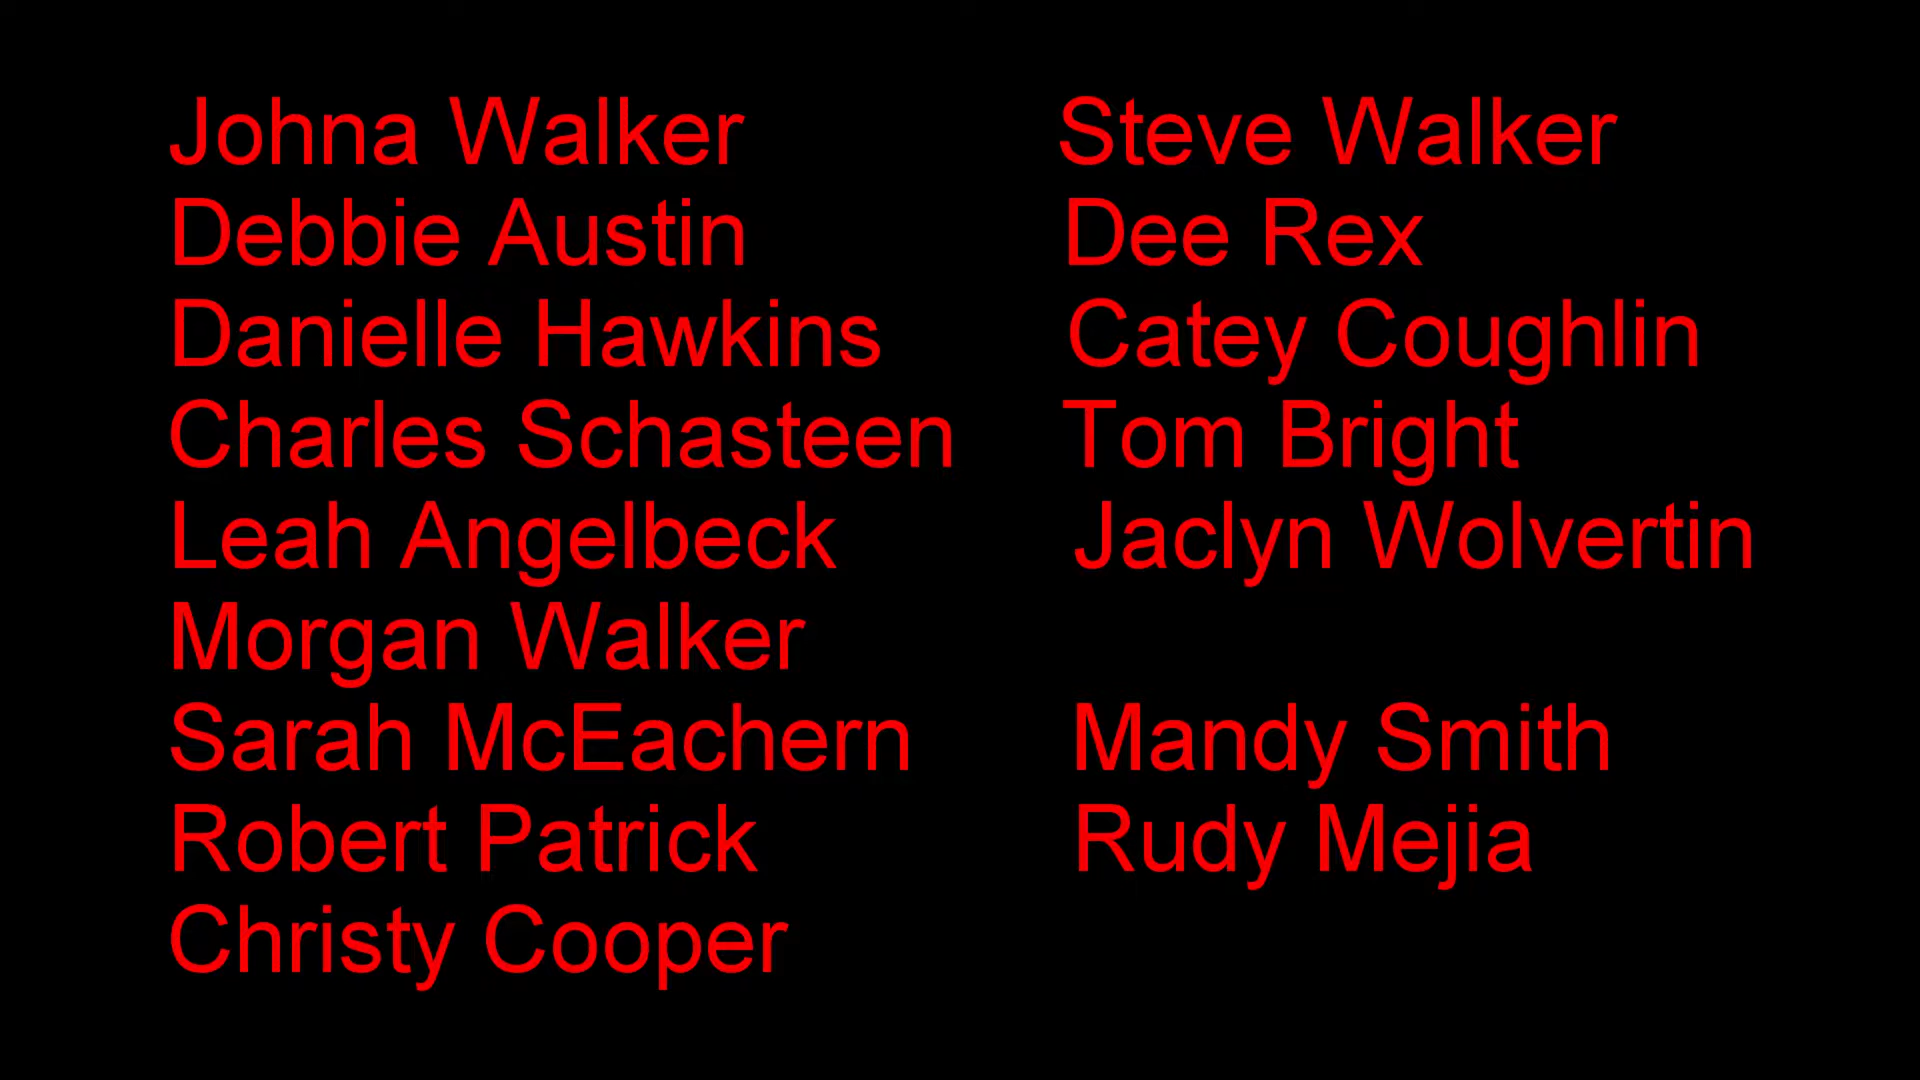 Johna Walker Steve Walker
Debbie Austin Dee Rex
Danielle Hawkins Catey Coughlin
Charles Schasteen Tom Bright
Leah Angelbeck Jaclyn Wolvertin
Morgan Walker
Sarah McEachern Mandy Smith
Robert Patrick Rudy Mejia
Christy Cooper